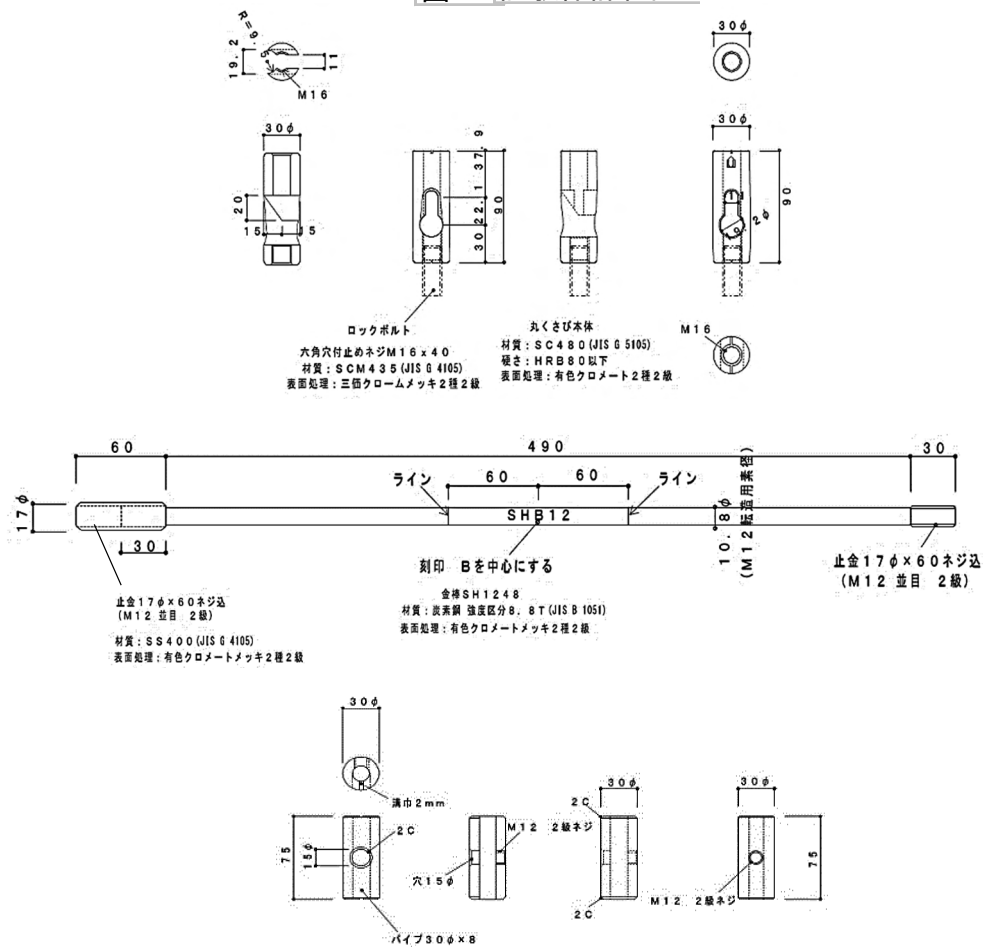 R=9.5
19.2
11
M16
30φ
30φ
30φ
20
15
15
37.9
1
22.
30
90
2φ
90
ロックボルト
六角穴付止めネジM16x40
材質:SCM435(JIS G 4105)
表面処理:三価クロームメッキ2種2級
丸くさび本体
材質:SC480(JIS G 5105)
硬さ:HRB80以下
表面処理:有色クロメート2種2級
M16
60
490
30
17φ
ライン
60
60
ライン
SHB12
30
10.8φ
(M12転造用素径)
刻印 Bを中心にする
止金17φ×60ネジ込
(M12 並目 2級)
止金17φ×60ネジ込
(M12 並目 2級)
材質:SS400(JIS G 4105)
表面処理:有色クロメートメッキ2種2級
金棒SH1248
材質:炭素鋼 強度区分8.8T(JIS B 1051)
表面処理:有色クロメートメッキ2種2級
30φ
溝巾2mm
2C
75
15φ
パイプ30φ×8
M12 2級ネジ
穴15φ
30φ
2C
2C
30φ
M12 2級ネジ
75